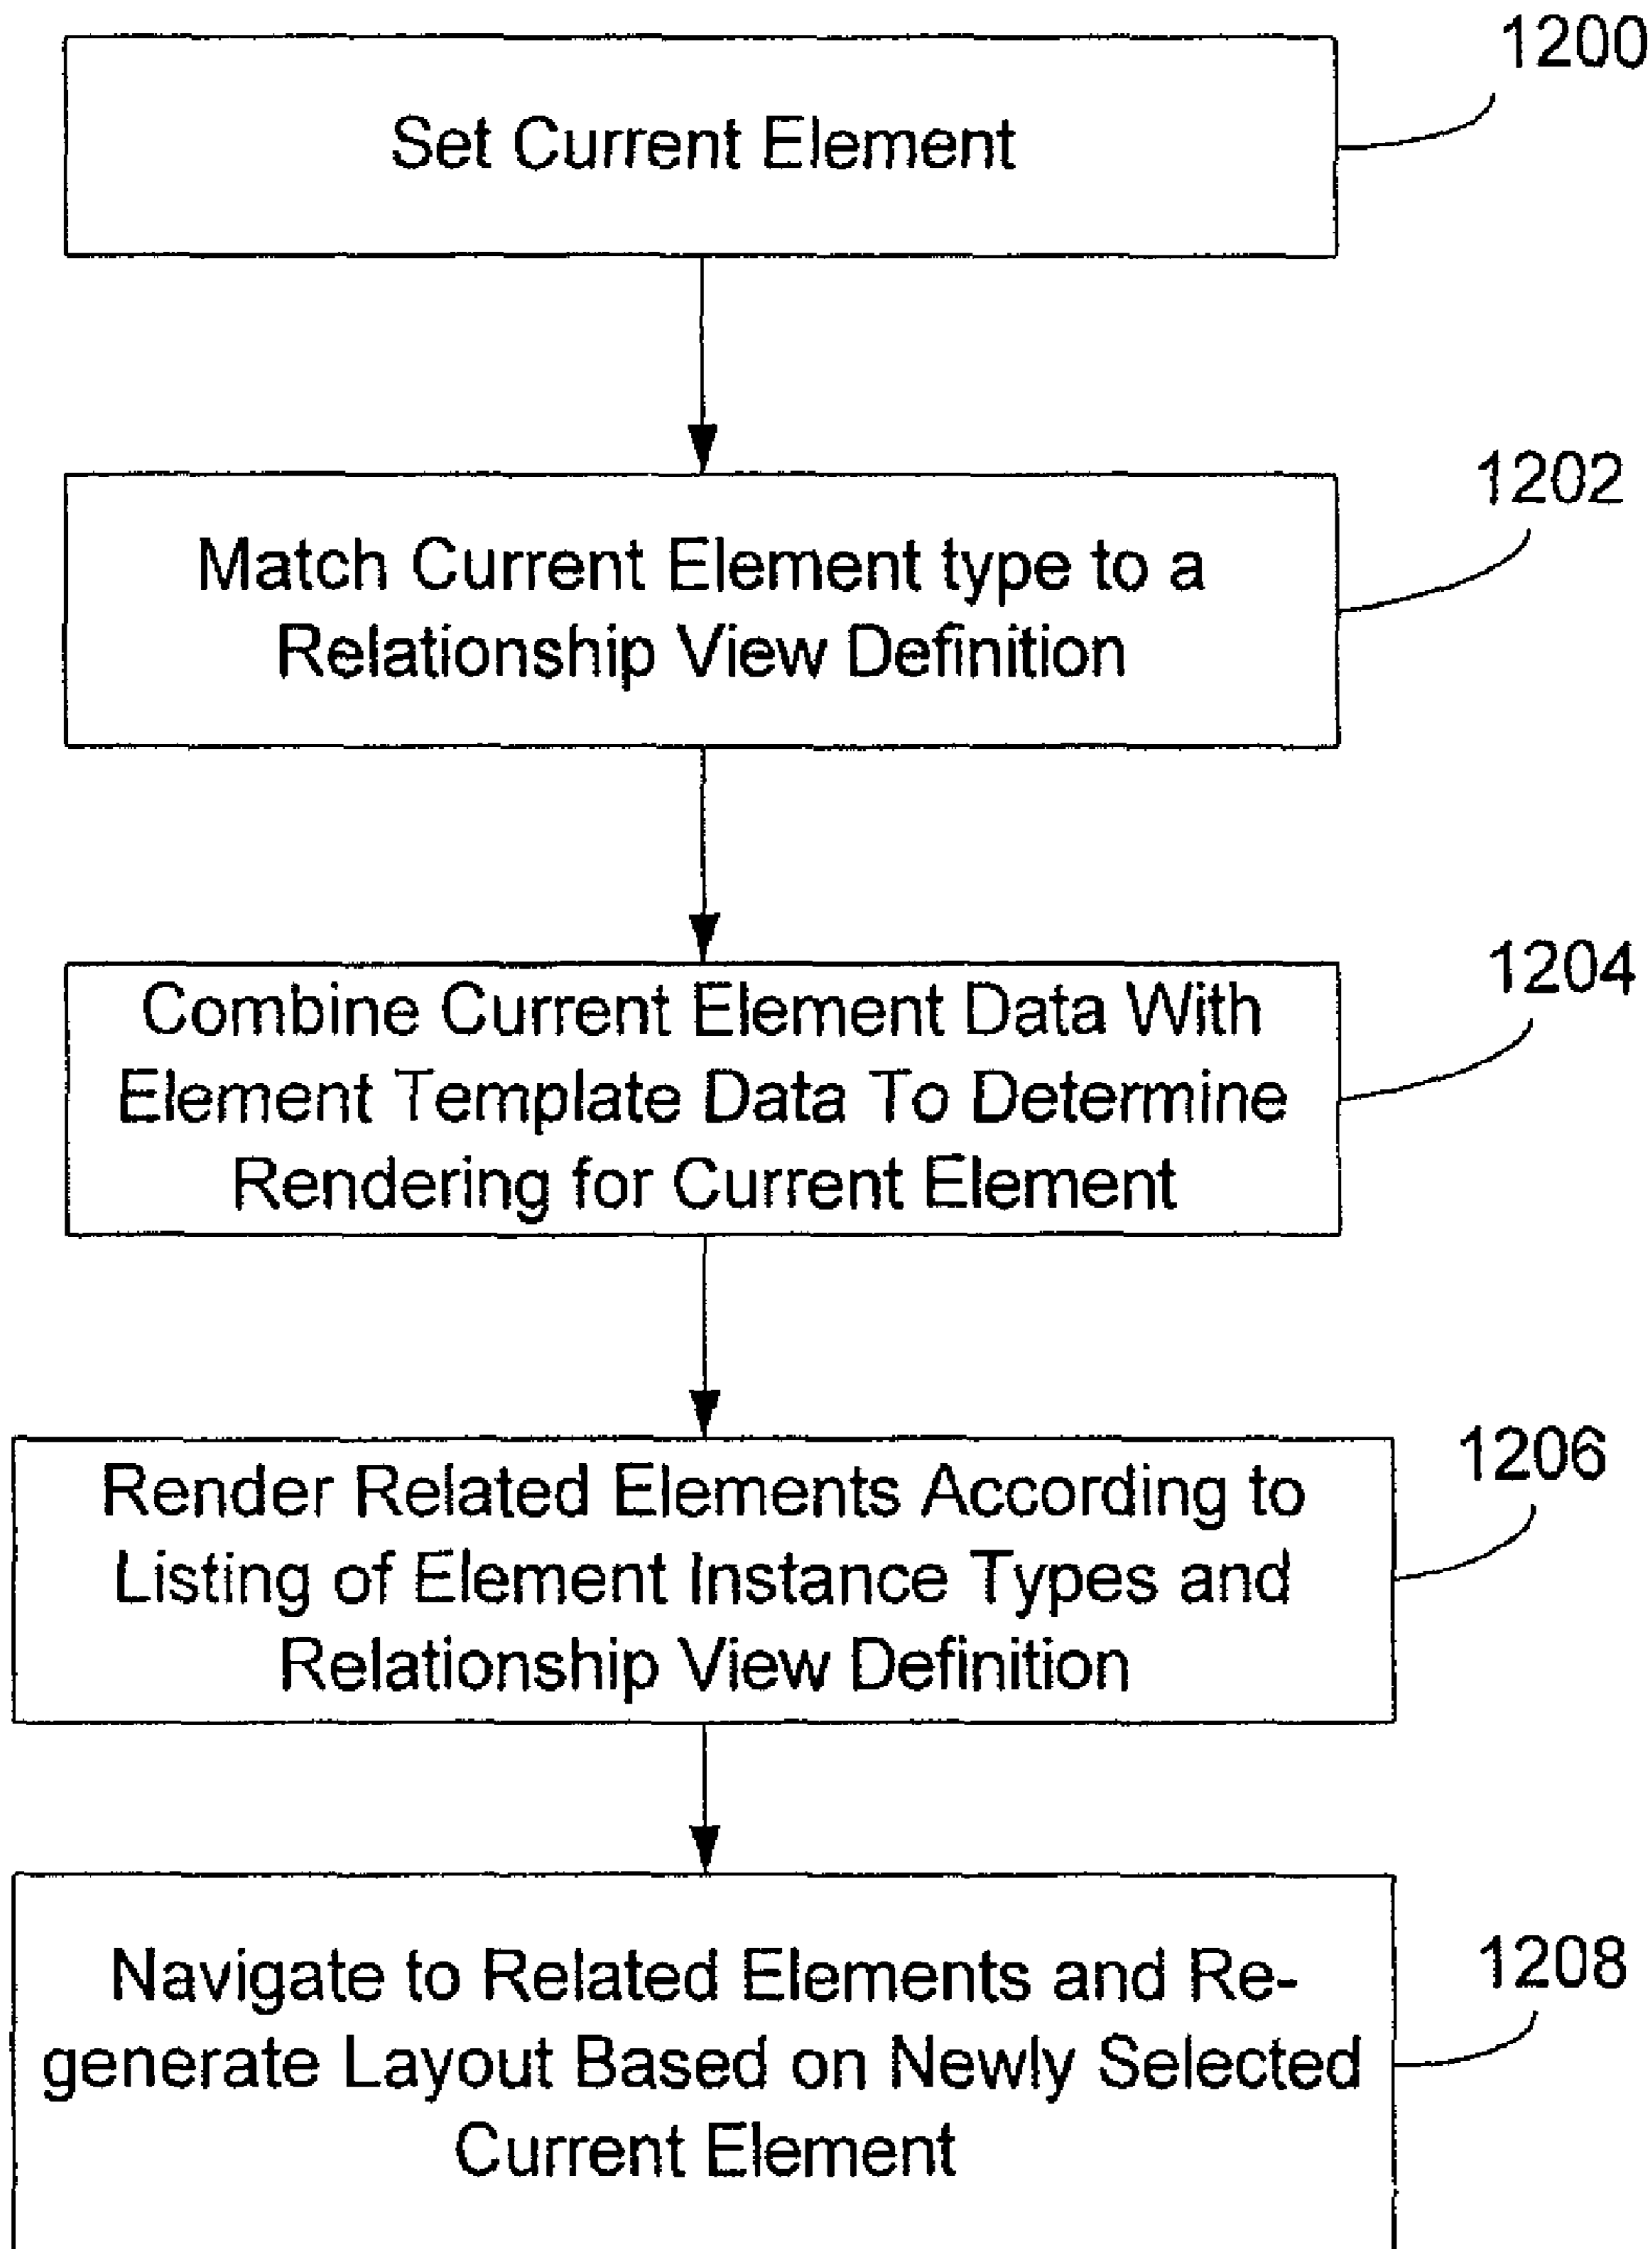 1200
Set Current Element
1202
Match Current Element type to a
Relationship View Definition
1204
Combine Current Element Data With
Element Template Data To Determine
Rendering for Current Element
1206
Render Related Elements According to
Listing of Element Instance Types and
Relationship View Definition
1208
Navigate to Related Elements and Re-
generate Layout Based on Newly Selected
Current Element